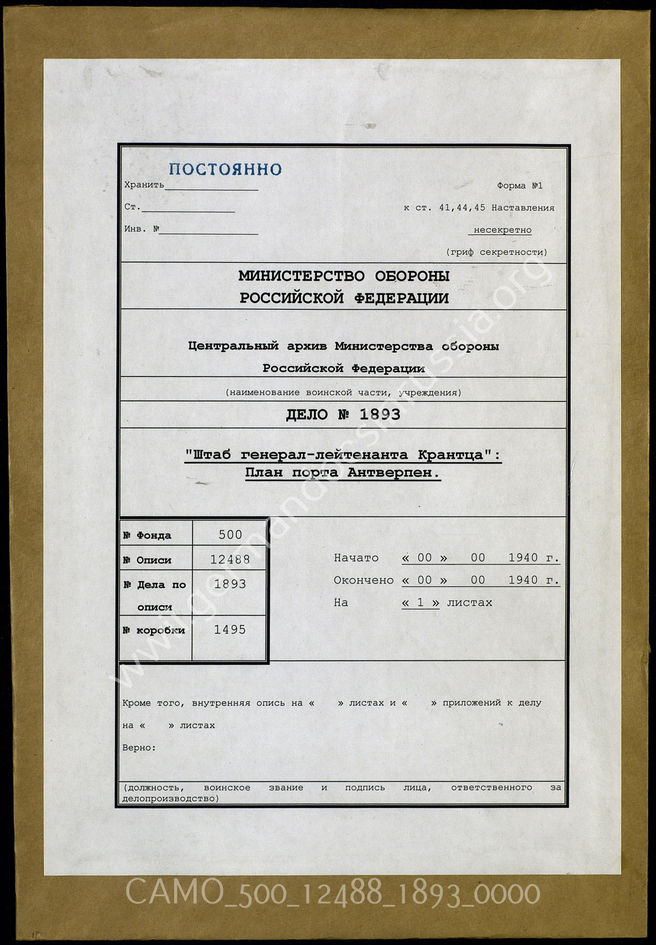 ПОСТОЯННО
Хранить
Форма №1
Ст.
к ст. 41,44,45 Наставления
Инв. №
несекретно
(гриф секретности)
МИНИСТЕРСТВО ОБОРОНЫ
РОССИЙСКОЙ ФЕДЕРАЦИИ
Центральный архив Министерства обороны
Российской Федерации
(наименование воинской части, учреждения)
ДЕЛО № 1893
"Штаб генерал-лейтенанта Крантца":
План порта Антверпен.
№ Фонда 500
№ Описи 12488
№ Дела по описи 1893
№ коробки 1495
Начато « 00 » 00 1940 г.
Окончено « 00 » 00 1940 г.
На « 1 » листах
Кроме того, внутренняя опись на « » листах и « » приложений к делу
на « » листах
Верно:
(должность, воинское звание и подпись лица, ответственного за
делопроизводство)
www.germandocsinrussia.org
CAMO_500_12488_1893_0000